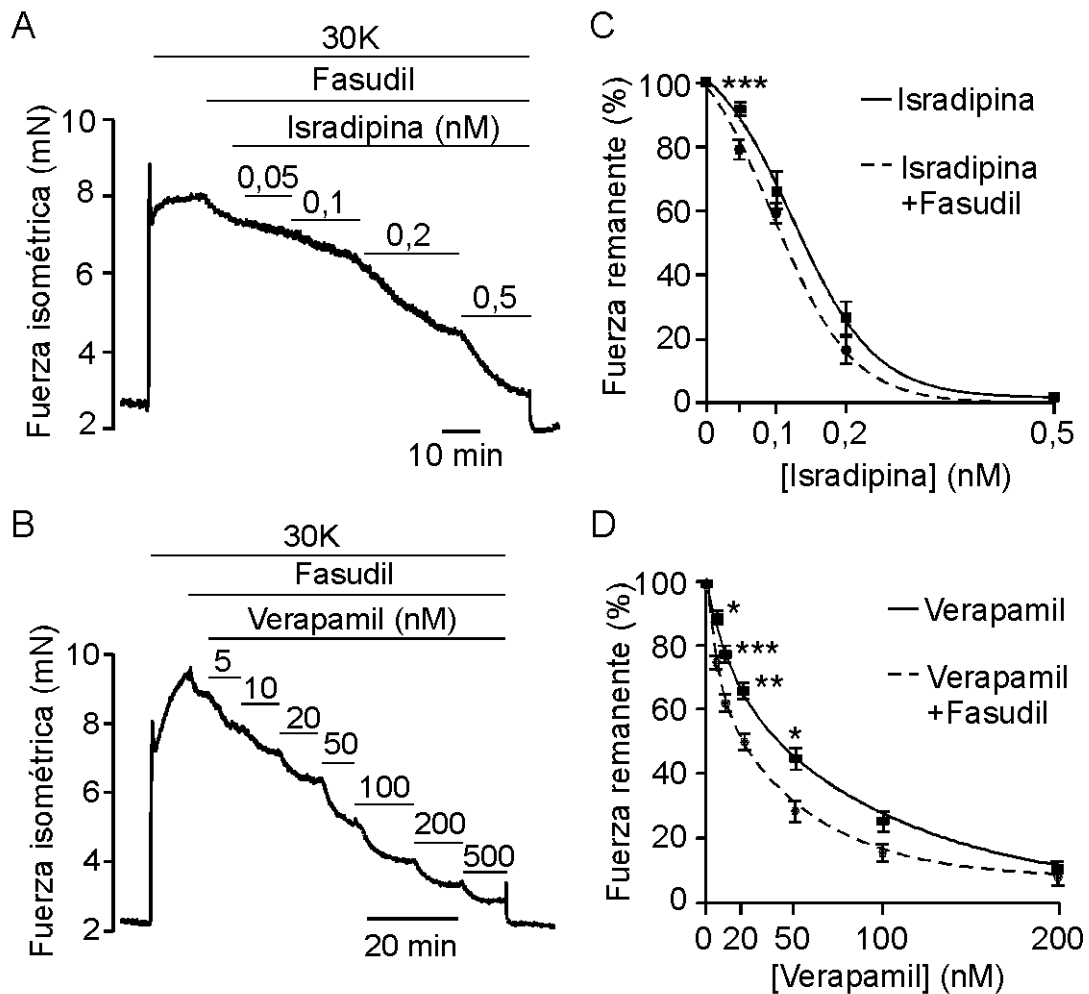 A
30K
Fasudil
Isradipina (nM)
0,05
0,1
0,2
0,5
Fuerza isométrica (mN)
10
8
6
4
2
10 min
C
Fuerza remanente (%)
100
80
60
40
20
0
***
Isradipina
Isradipina
+Fasudil
0
0,1
0,2
0,5
[Isradipina] (nM)
B
30K
Fasudil
Verapamil (nM)
5
10
20
50
100
200
500
Fuerza isométrica (mN)
10
8
6
4
2
20 min
D
Fuerza remanente (%)
100
80
60
40
20
0
*
***
**
*
Verapamil
Verapamil
+Fasudil
0
20
50
100
200
[Verapamil] (nM)